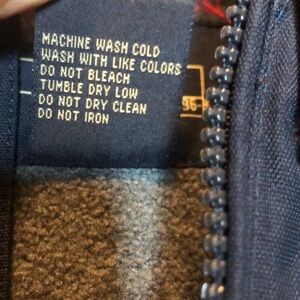 MACHINE WASH COLD
WASH WITH LIKE COLORS
DO NOT BLEACH
TUMBLE DRY LOW
DO NOT DRY CLEAN
DO NOT IRON